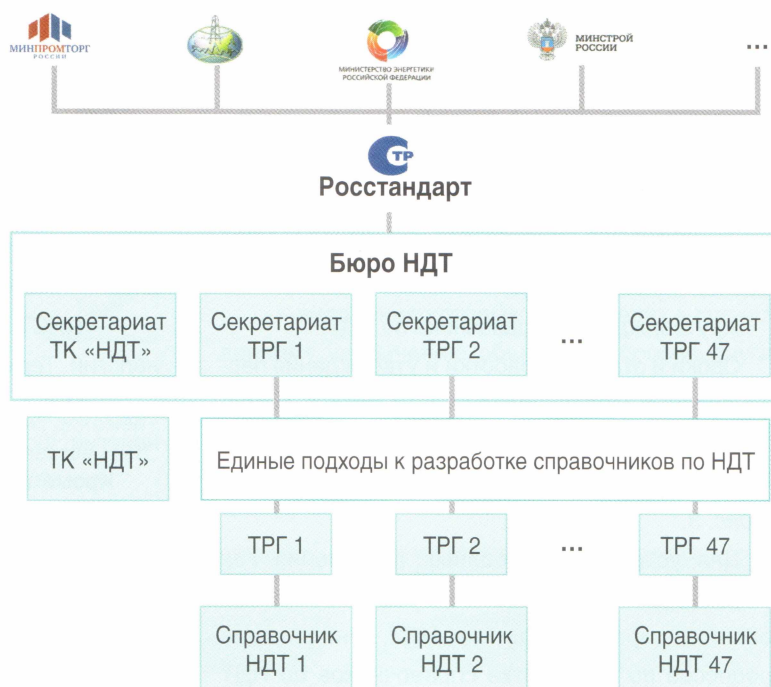 МИНПРОМТОРГ
РОССИИ
МИНИСТЕРСТВО ЭНЕРГЕТИКИ
РОССИЙСКОЙ ФЕДЕРАЦИИ
МИНСТРОЙ
РОССИИ
...
СТР
Росстандарт
Бюро НДТ
Секретариат
ТК «НДТ»
Секретариат
ТРГ 1
Секретариат
ТРГ 2
...
Секретариат
ТРГ 47
ТК «НДТ»
Единые подходы к разработке справочников по НДТ
ТРГ 1
ТРГ 2
...
ТРГ 47
Справочник
НДТ 1
Справочник
НДТ 2
Справочник
НДТ 47